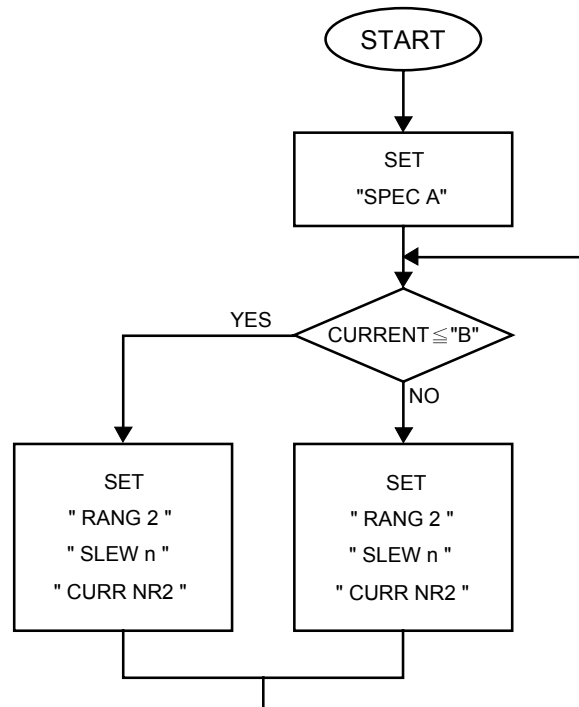 START
SET
"SPEC A"
CURRENT≦"B"
YES
NO
SET
" RANG 2 "
" SLEW n "
" CURR NR2 "
SET
" RANG 2 "
" SLEW n "
" CURR NR2 "